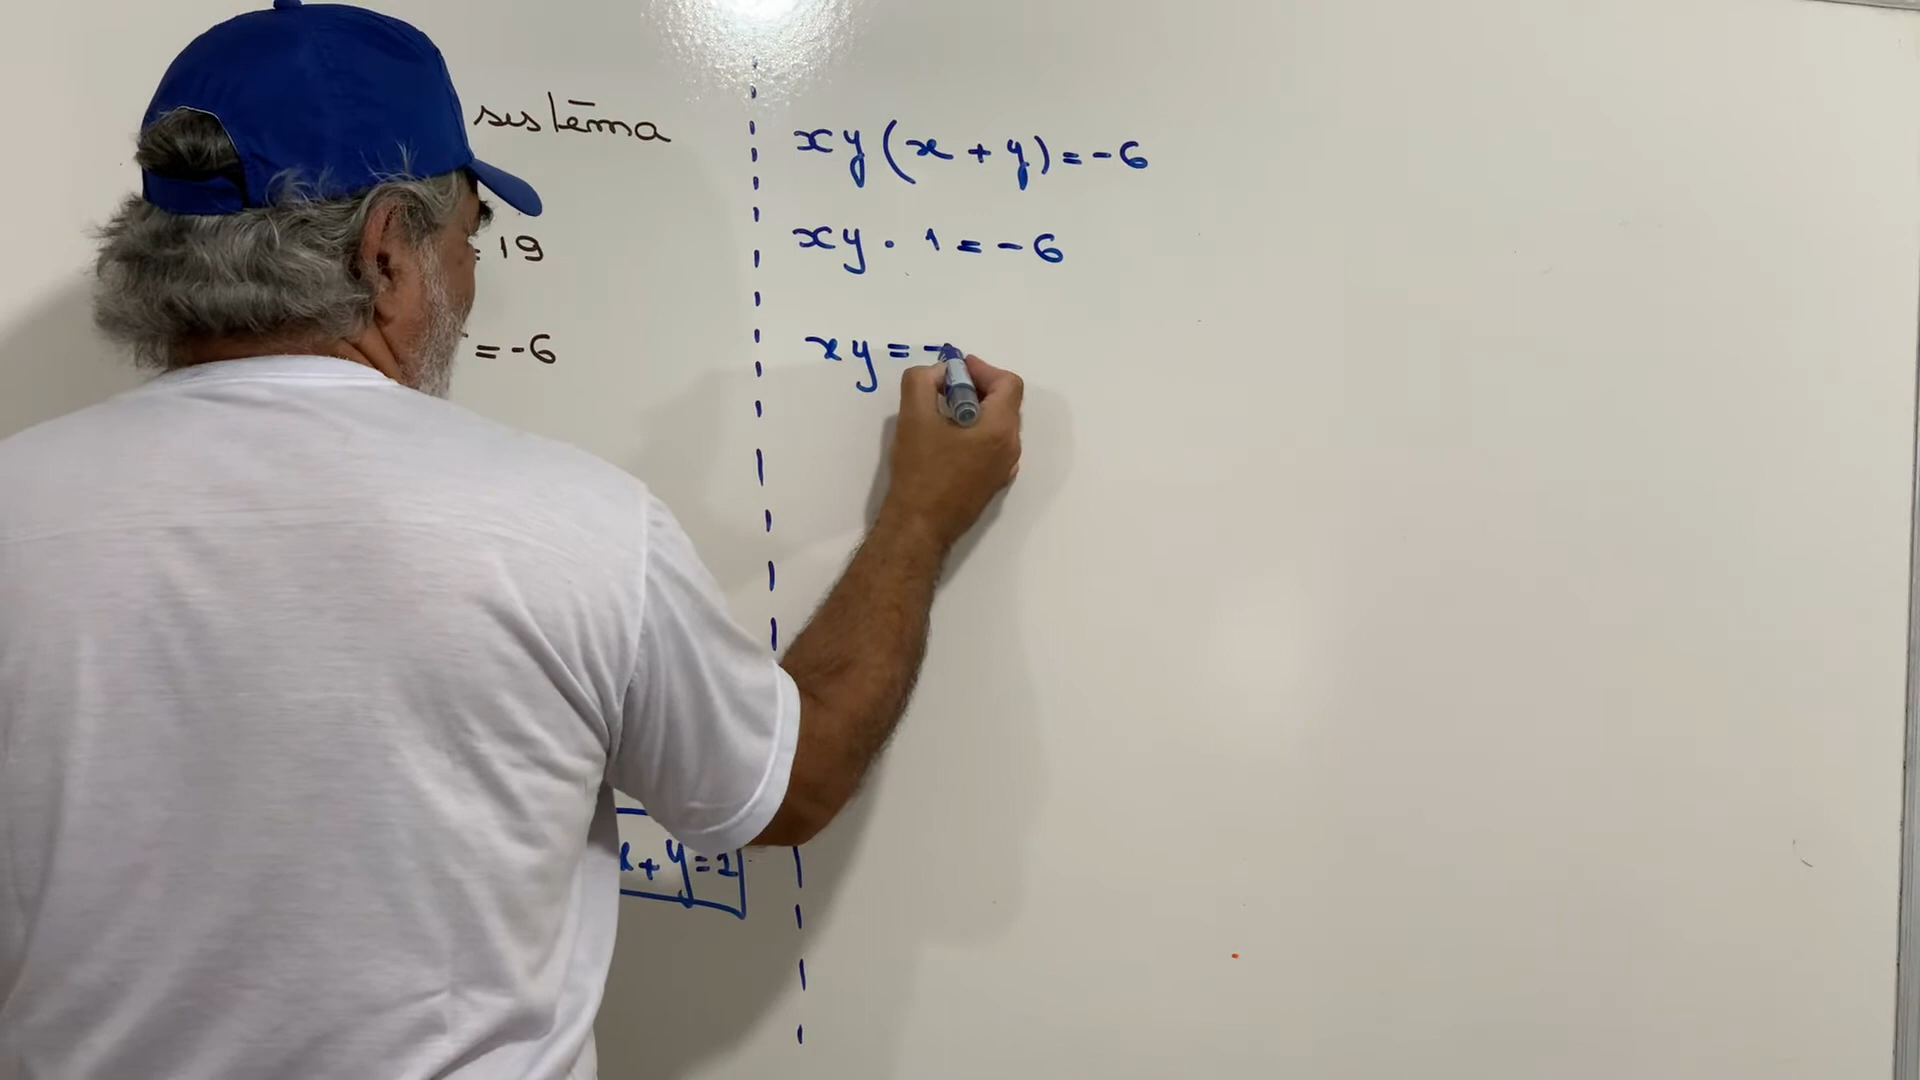 sistema
= 19
= -6
x + y = 1
xy (x + y) = -6
xy . 1 = -6
xy = -